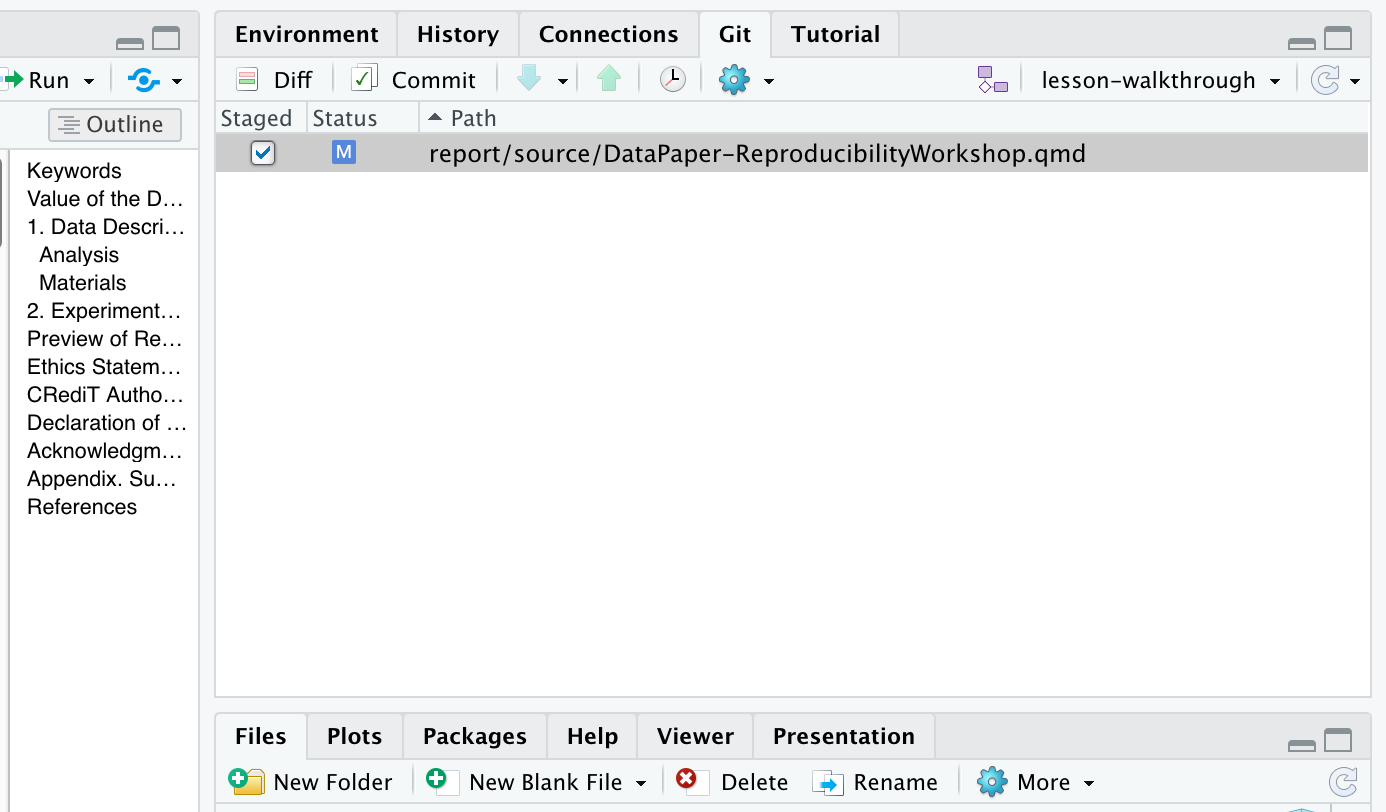 Environment History Connections Git Tutorial
Run
Diff Commit lesson-walkthrough
Outline
Staged Status Path
M report/source/DataPaper-ReproducibilityWorkshop.qmd
Keywords
Value of the D...
1. Data Descri...
Analysis
Materials
2. Experiment...
Preview of Re...
Ethics Statem...
CRediT Autho...
Declaration of ...
Acknowledgm...
Appendix. Su...
References
Files Plots Packages Help Viewer Presentation
New Folder New Blank File Delete Rename More